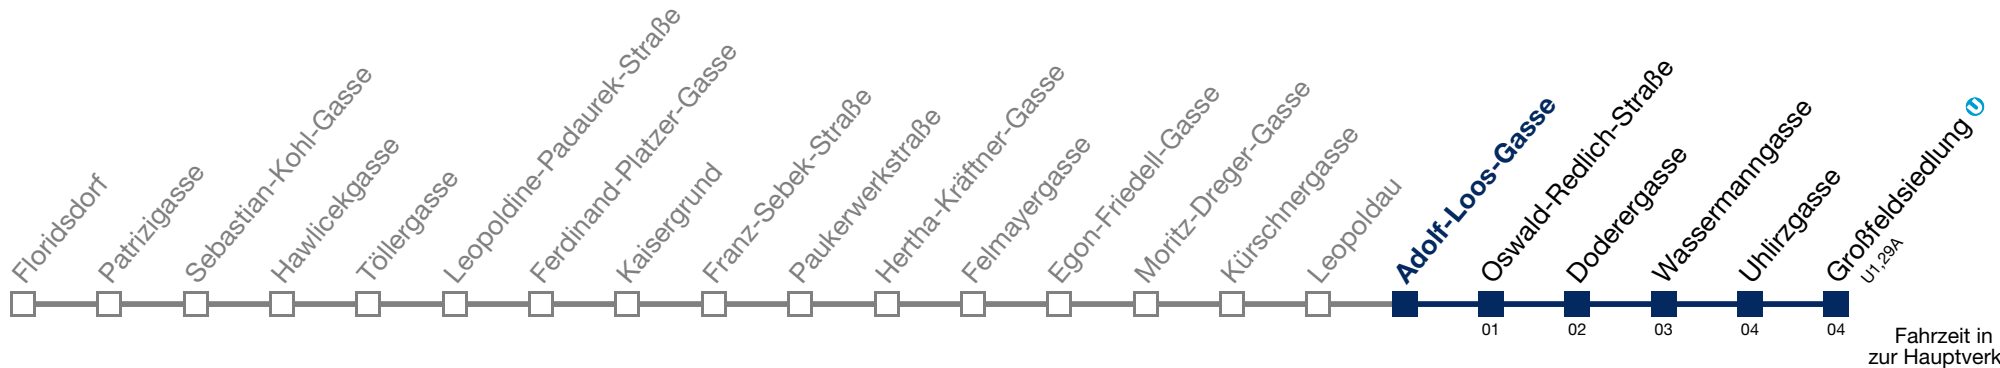 Floridsdorf
Patrizigasse
Sebastian-Kohl-Gasse
Hawlicekgasse
Töllergasse
Leopoldine-Padaurek-Straße
Ferdinand-Platzer-Gasse
Kaisergrund
Franz-Sebek-Straße
Paukerwerkstraße
Hertha-Kräftner-Gasse
Felmayergasse
Egon-Friedell-Gasse
Moritz-Dreger-Gasse
Kürschnergasse
Leopoldau
Adolf-Loos-Gasse
Oswald-Redlich-Straße
Doderergasse
Wassermanngasse
Uhlirzgasse
Großfeldsiedlung U
U1,29A
01 02 03 04 04
Fahrzeit in
zur Hauptverk